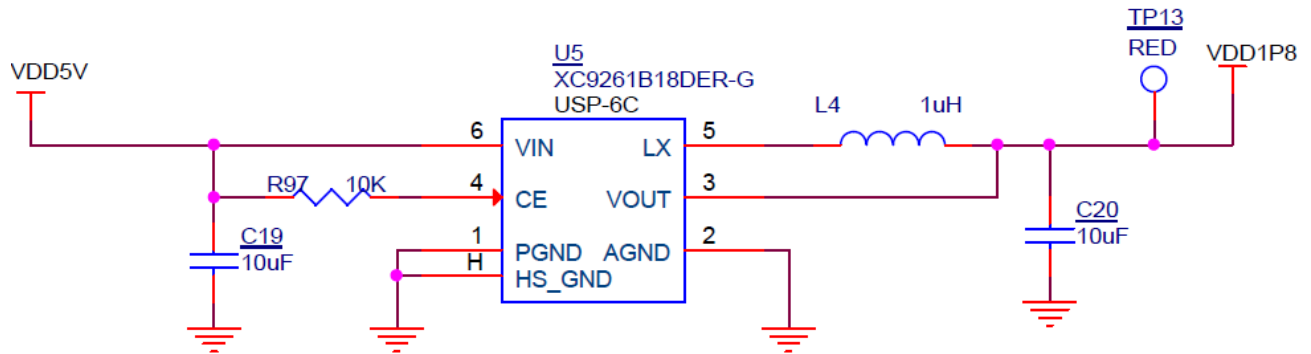 TP13
RED
VDD1P8
VDD5V
U5
XC9261B18DER-G
USP-6C
L4 1uH
6 VIN LX 5
R97 10K 4 CE VOUT 3
C19
10uF
1 PGND AGND 2
H HS_GND
C20
10uF